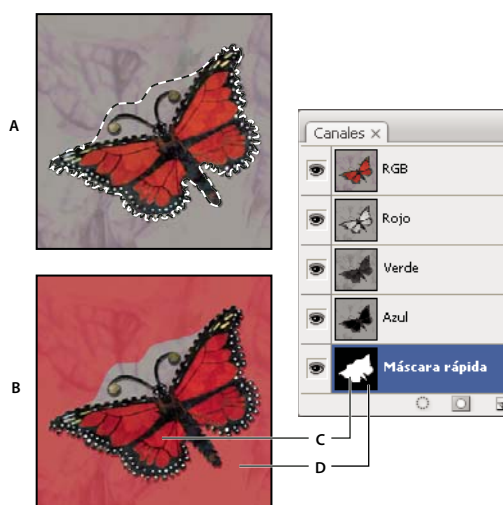 A
Canales ×
RGB
Rojo
Verde
Azul
B
Máscara rápida
C
D